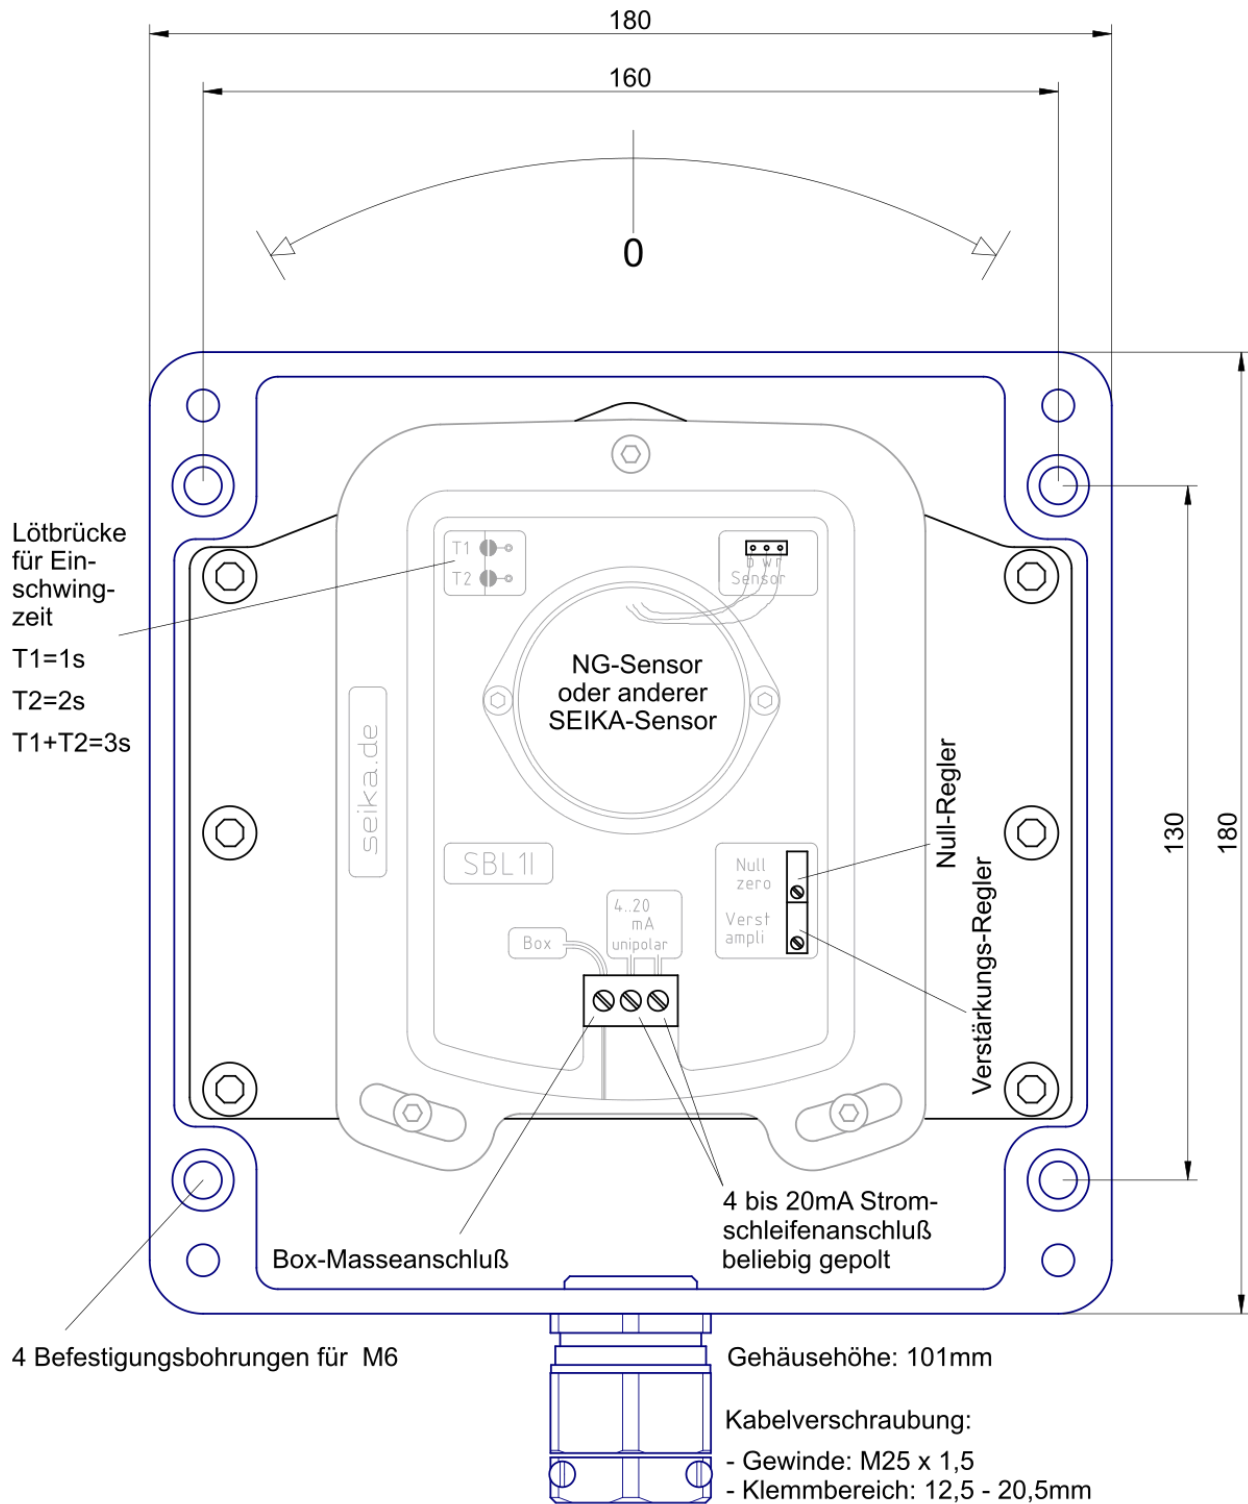 180
160
0
Lötbrücke
für Ein-
schwing-
zeit
T1=1s
T2=2s
T1+T2=3s
T1
T2
b w r
Sensor
NG-Sensor
oder anderer
SEIKA-Sensor
seika.de
SBL1I
Null
zero
Verst
ampli
4..20
mA
unipolar
Box
Null-Regler
Verstärkungs-Regler
130
180
Box-Masseanschluß
4 bis 20mA Strom-
schleifenanschluß
beliebig gepolt
4 Befestigungsbohrungen für M6
Gehäusehöhe: 101mm
Kabelverschraubung:
- Gewinde: M25 x 1,5
- Klemmbereich: 12,5 - 20,5mm